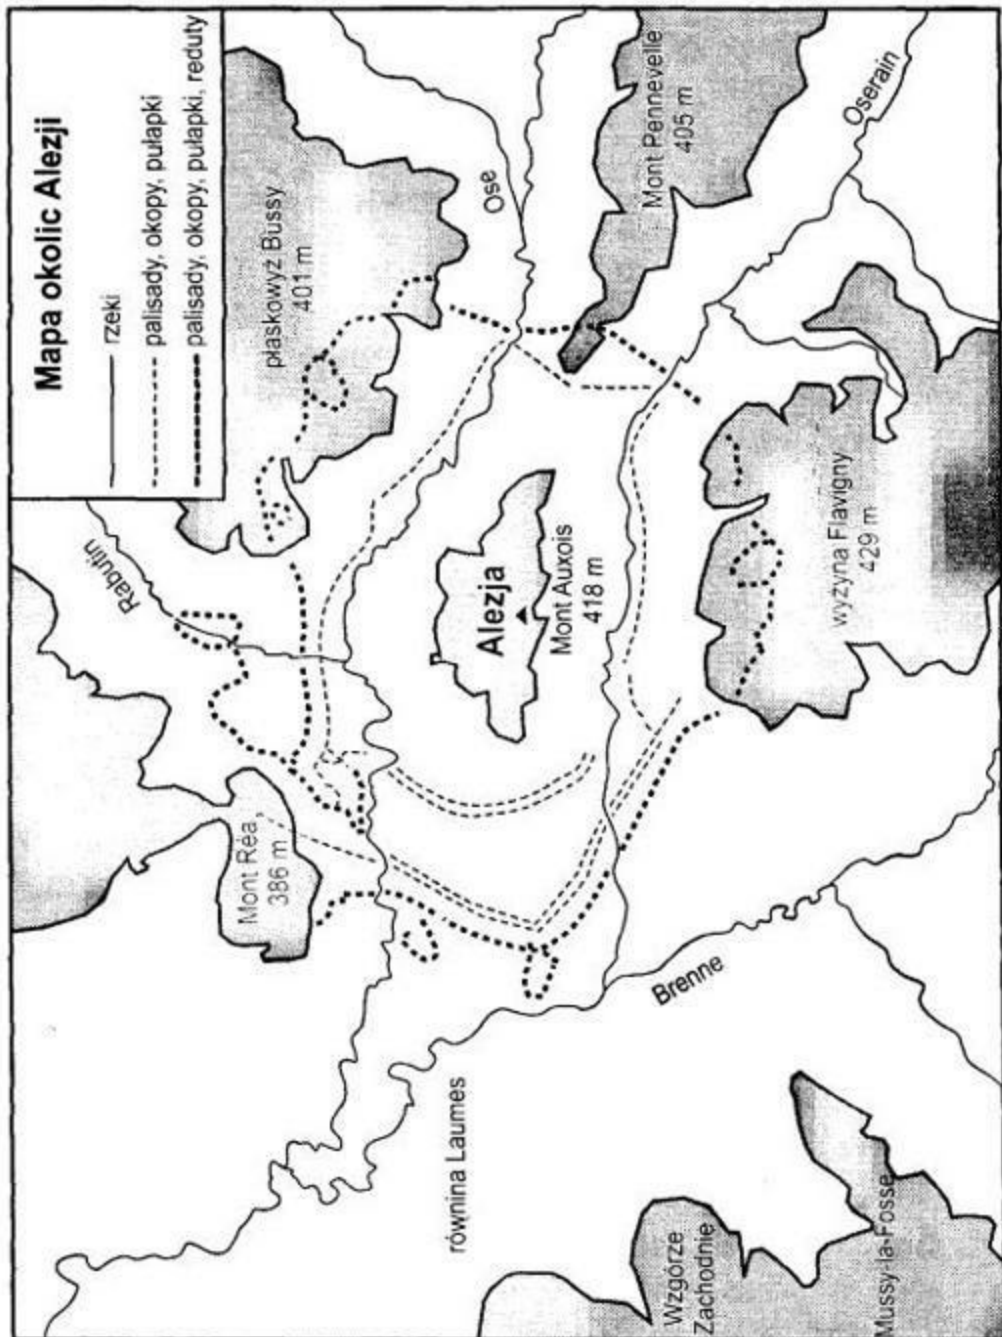 Mapa okolic Alezji
rzeki
palisady, okopy, pułapki
palisady, okopy, pułapki, reduty
Rabutin
Mont Réa
386 m
płaskowyż Bussy
401 m
Ose
równina Laumes
Alezja
Mont Auxois
418 m
Mont Pennevelle
405 m
Oserain
Brenne
wyżyna Flavigny
429 m
Wzgórze
Zachodnie
Mussy-la-Fosse